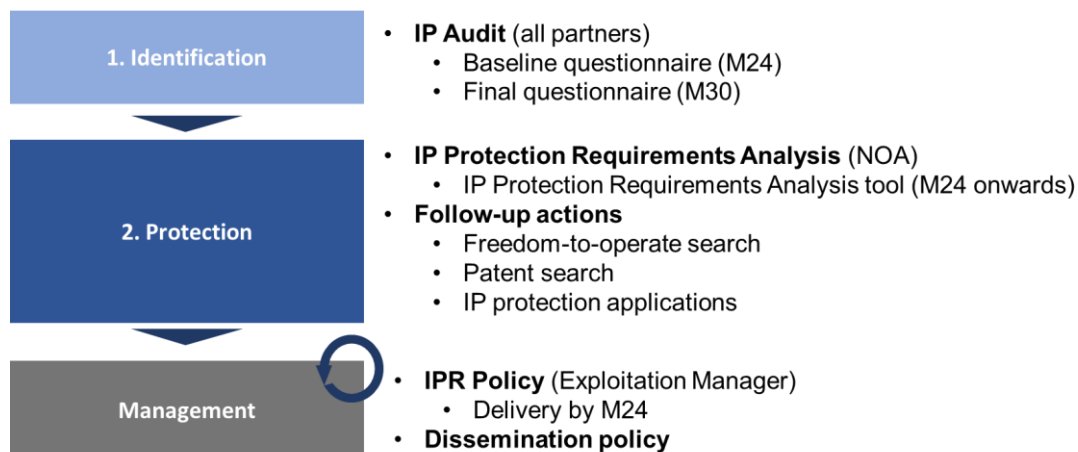 1. Identification
• IP Audit (all partners)
• Baseline questionnaire (M24)
• Final questionnaire (M30)
2. Protection
• IP Protection Requirements Analysis (NOA)
• IP Protection Requirements Analysis tool (M24 onwards)
• Follow-up actions
• Freedom-to-operate search
• Patent search
• IP protection applications
Management
• IPR Policy (Exploitation Manager)
• Delivery by M24
• Dissemination policy